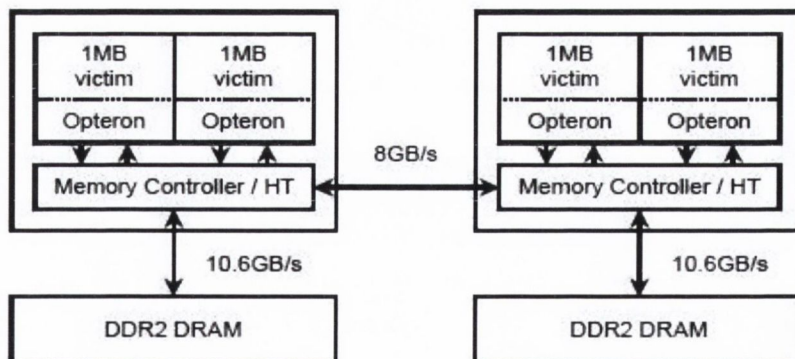 1MB victim
1MB victim
Opteron
Opteron
Memory Controller / HT
10.6GB/s
DDR2 DRAM
8GB/s
1MB victim
1MB victim
Opteron
Opteron
Memory Controller / HT
10.6GB/s
DDR2 DRAM